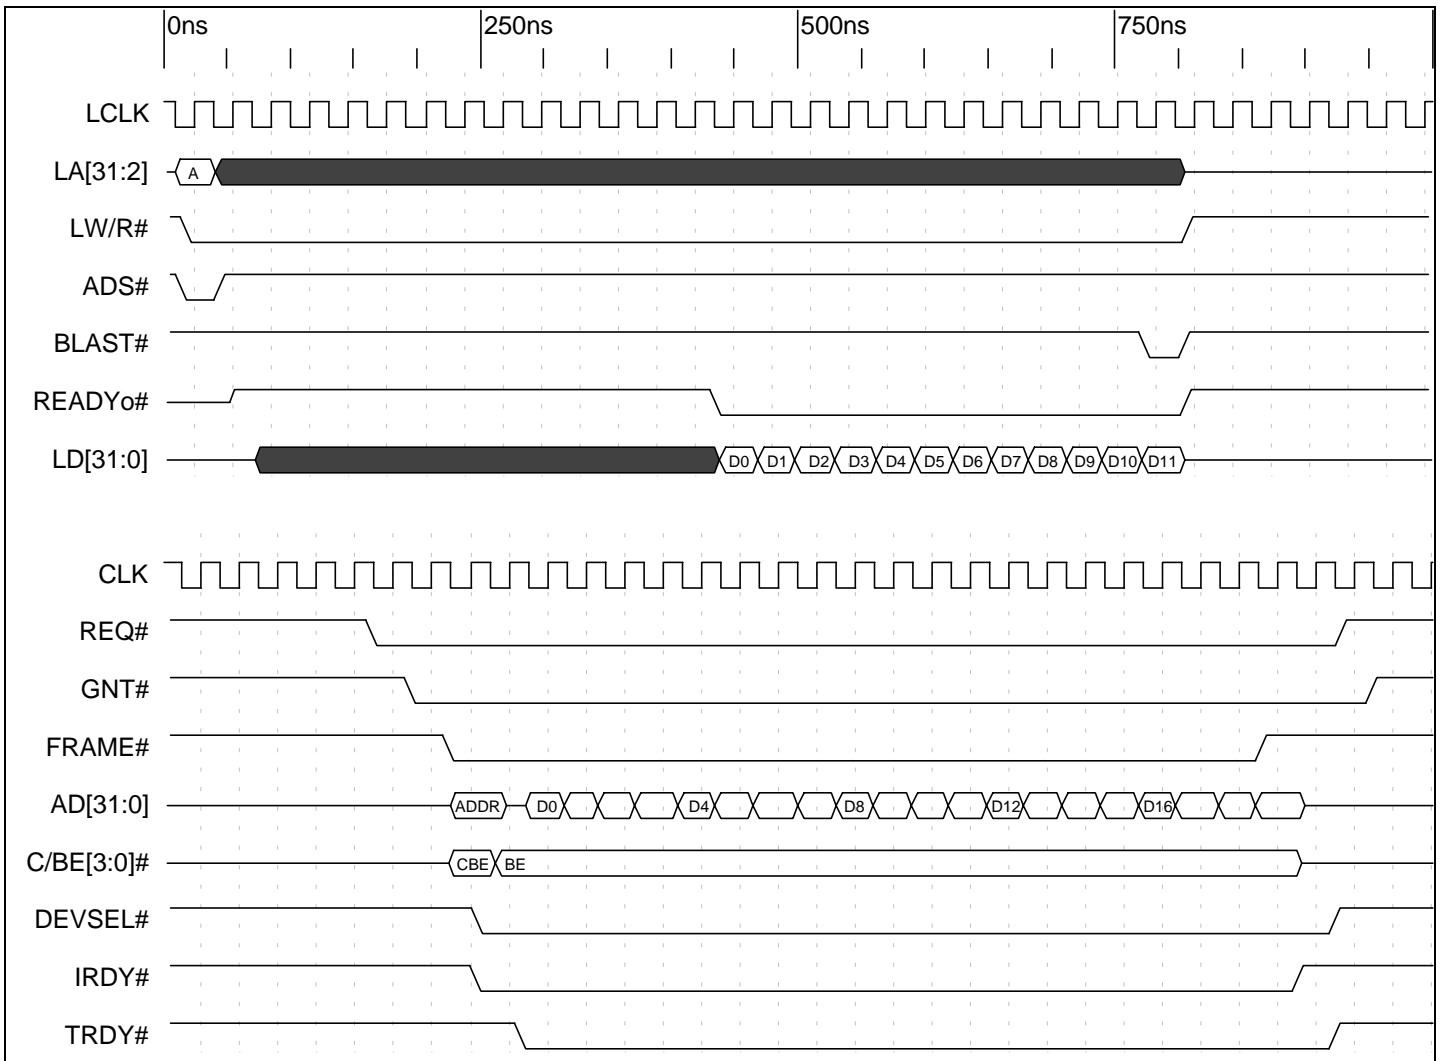 0ns 250ns 500ns 750ns
LCLK
LA[31:2] A
LW/R#
ADS#
BLAST#
READYo#
LD[31:0] D0 D1 D2 D3 D4 D5 D6 D7 D8 D9 D10 D11
CLK
REQ#
GNT#
FRAME#
AD[31:0] ADDR D0 D4 D8 D12 D16
C/BE[3:0]# CBE BE
DEVSEL#
IRDY#
TRDY#